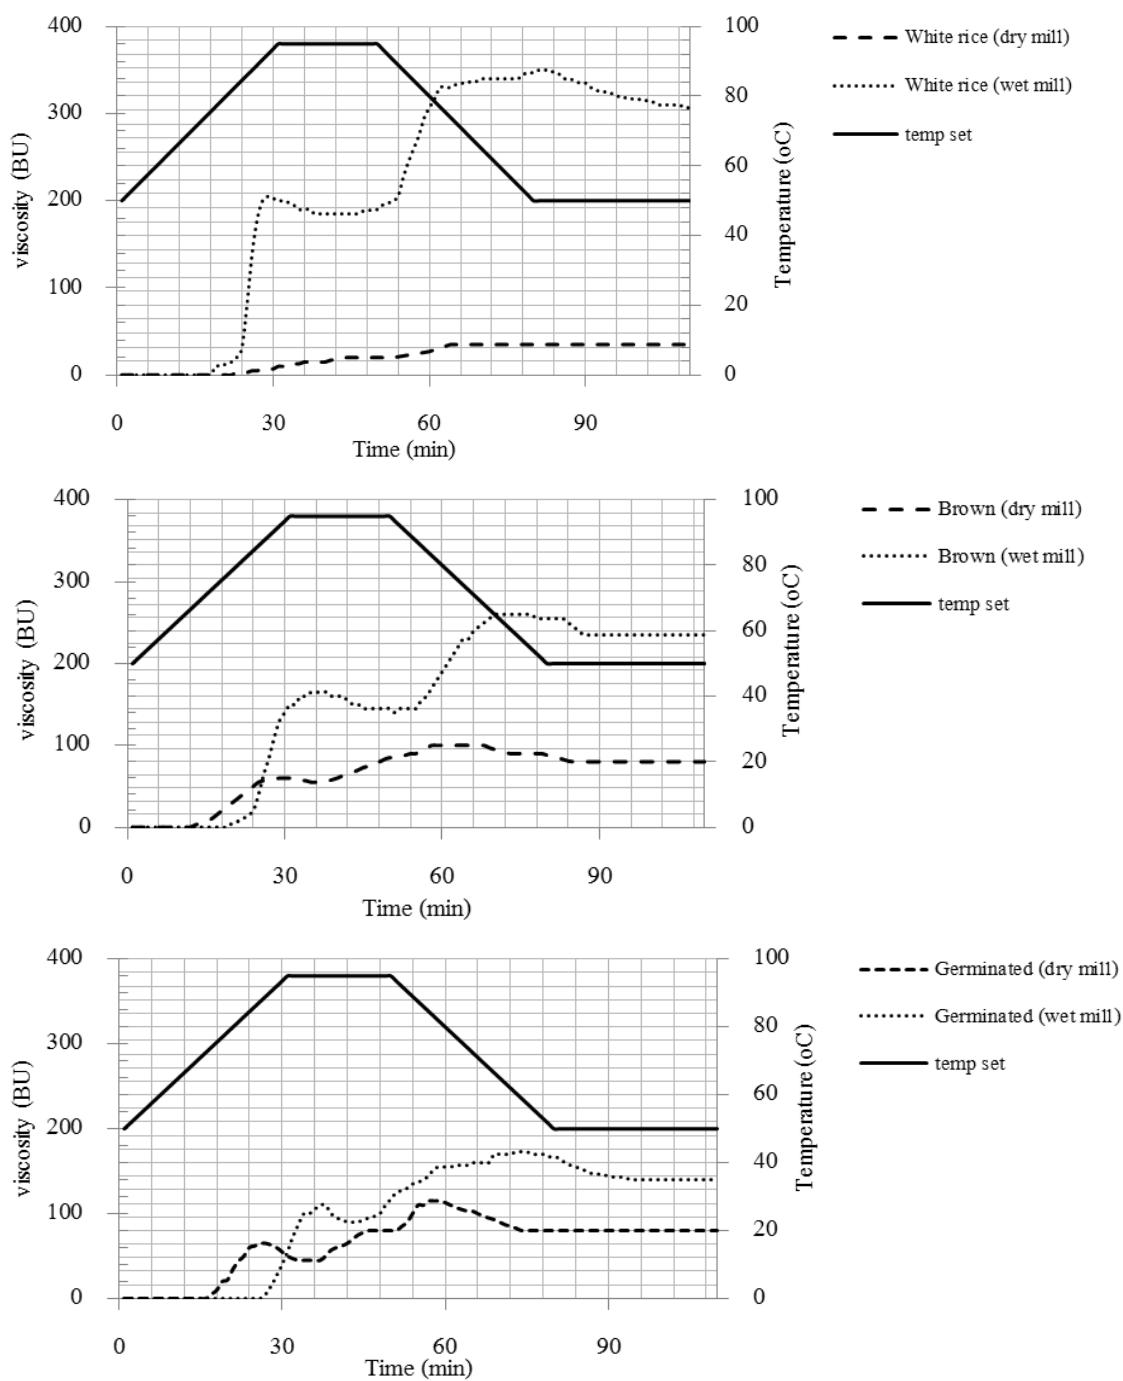 400
300
200
100
0
viscosity (BU)
100
80
60
40
20
0
Temperature (oC)
0 30 60 90
Time (min)
White rice (dry mill)
White rice (wet mill)
temp set
400
300
200
100
0
viscosity (BU)
100
80
60
40
20
0
Temperature (oC)
0 30 60 90
Time (min)
Brown (dry mill)
Brown (wet mill)
temp set
400
300
200
100
0
viscosity (BU)
100
80
60
40
20
0
Temperature (oC)
0 30 60 90
Time (min)
Germinated (dry mill)
Germinated (wet mill)
temp set